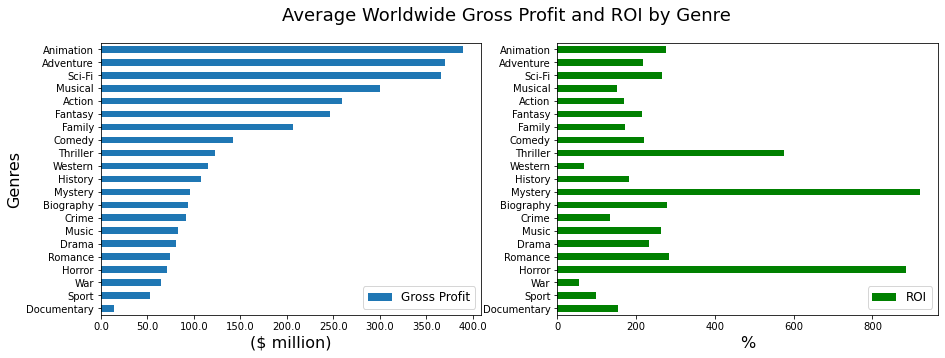 Average Worldwide Gross Profit and ROI by Genre
Genres
Animation
Adventure
Sci-Fi
Musical
Action
Fantasy
Family
Comedy
Thriller
Western
History
Mystery
Biography
Crime
Music
Drama
Romance
Horror
War
Sport
Documentary
Gross Profit
0.0 50.0 100.0 150.0 200.0 250.0 300.0 350.0 400.0
($ million)
Animation
Adventure
Sci-Fi
Musical
Action
Fantasy
Family
Comedy
Thriller
Western
History
Mystery
Biography
Crime
Music
Drama
Romance
Horror
War
Sport
Documentary
ROI
0 200 400 600 800
%